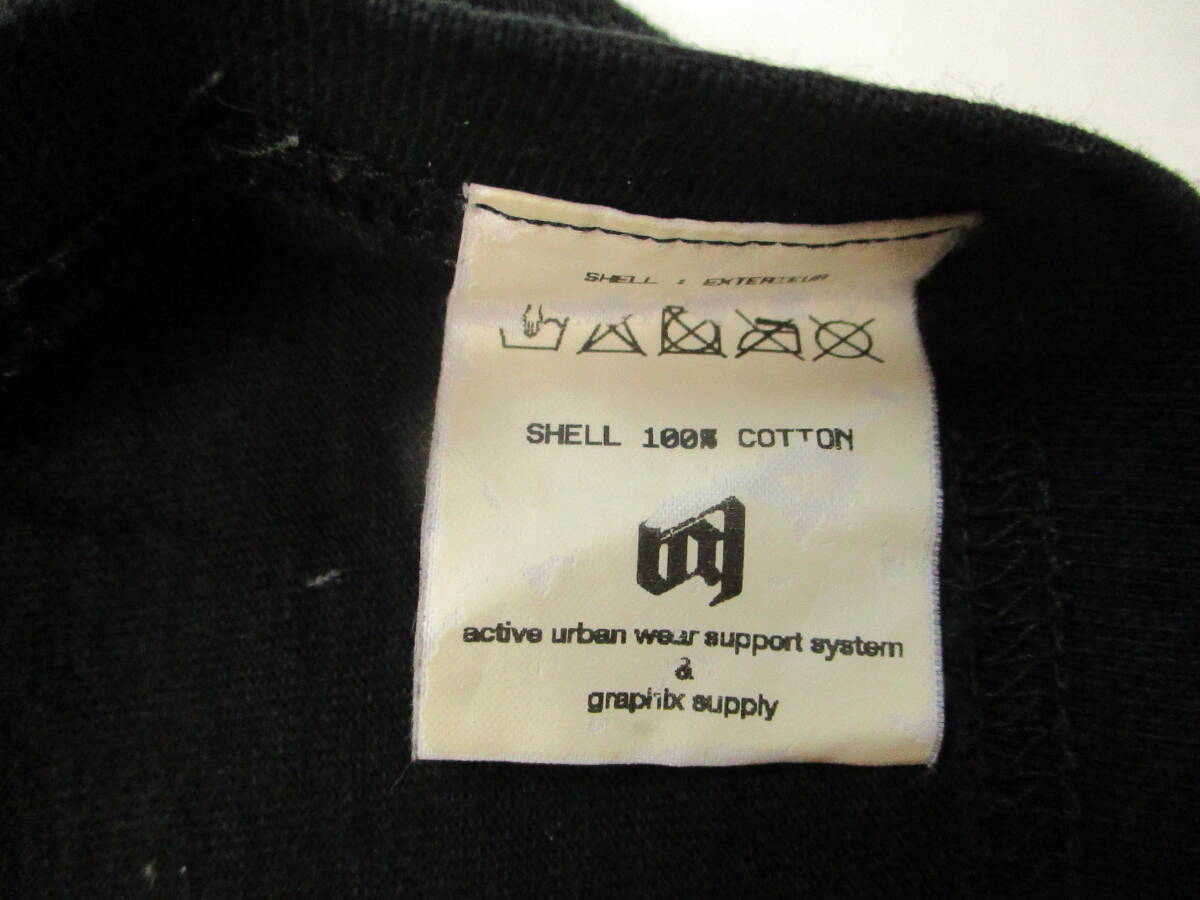 SHELL : EXTERIEUR
SHELL 100% COTTON
active urban wear support system
&
graphix supply